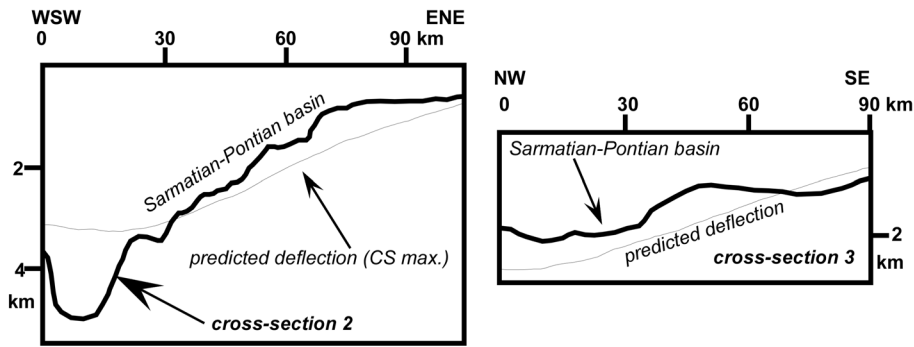 WSW ENE
0 30 60 90 km
Sarmatian-Pontian basin
2
predicted deflection (CS max.)
4
km
cross-section 2
NW SE
0 30 60 90 km
Sarmatian-Pontian basin
predicted deflection
2
km
cross-section 3